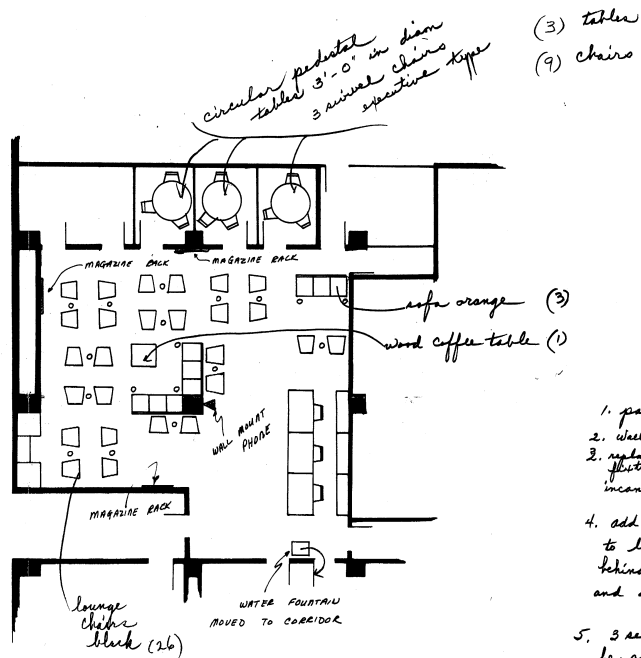 (3) tables
(9) chairs
circular pedestal
tables 3'-0" in diam
3 swivel chairs
executive type
MAGAZINE RACK
MAGAZINE RACK
sofa orange (3)
wood coffee table (1)
WALL MOUNT
PHONE
MAGAZINE RACK
WATER FOUNTAIN
MOVED TO CORRIDOR
lounge
chairs
black (26)
1. pa
2. wall
3. repla
incan
4. add
to l
behind
and
5. 3 se